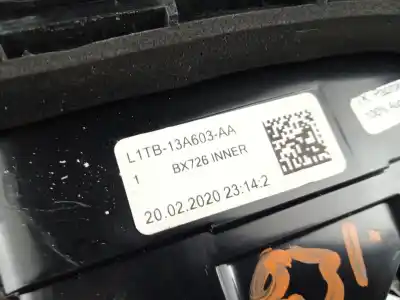 L1TB-13A603-AA
1 BX726 INNER
20.02.2020 23:14:2